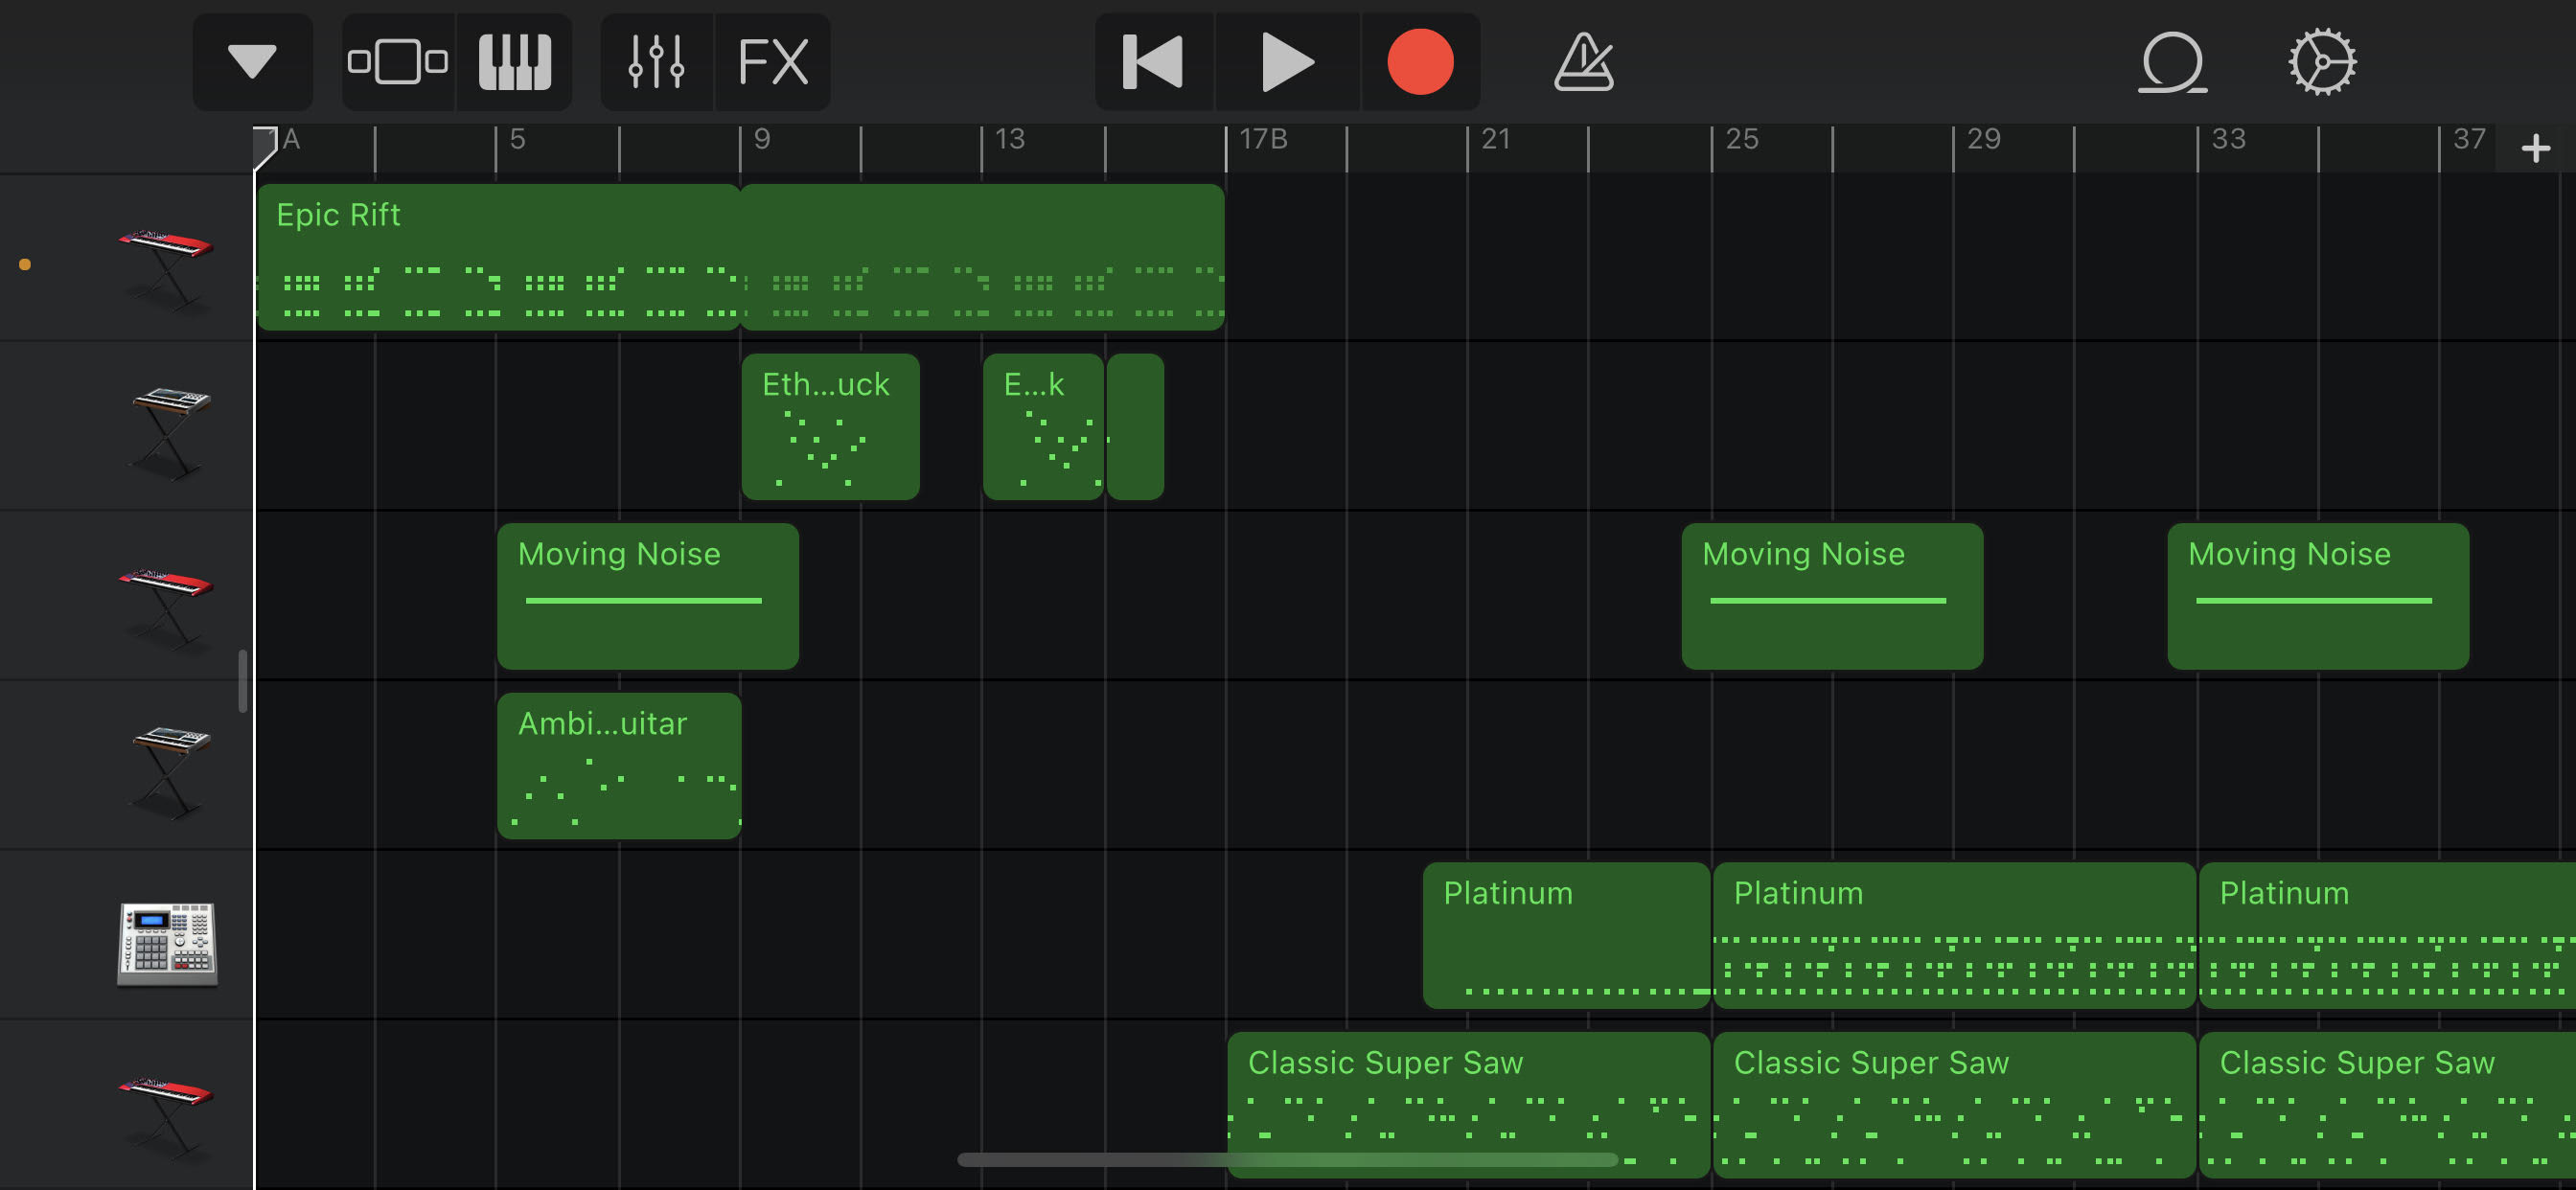 FX
A 5 9 13 17B 21 25 29 33 37 +
Epic Rift
Eth...uck E...k
Moving Noise Moving Noise Moving Noise
Ambi...uitar
Platinum Platinum Platinum
Classic Super Saw Classic Super Saw Classic Super Saw